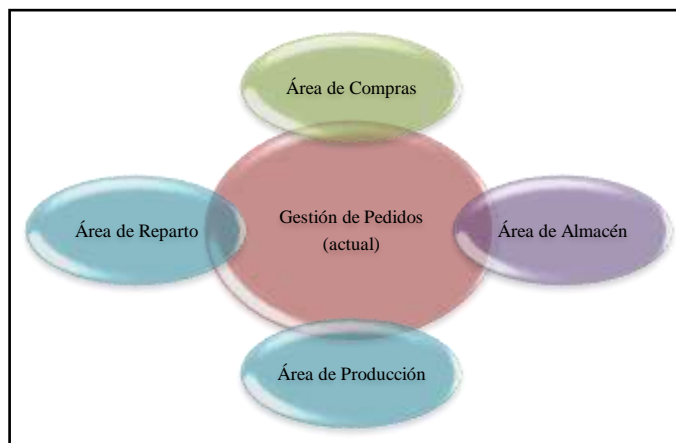 Área de Compras
Gestión de Pedidos
(actual)
Área de Reparto
Área de Almacén
Área de Producción